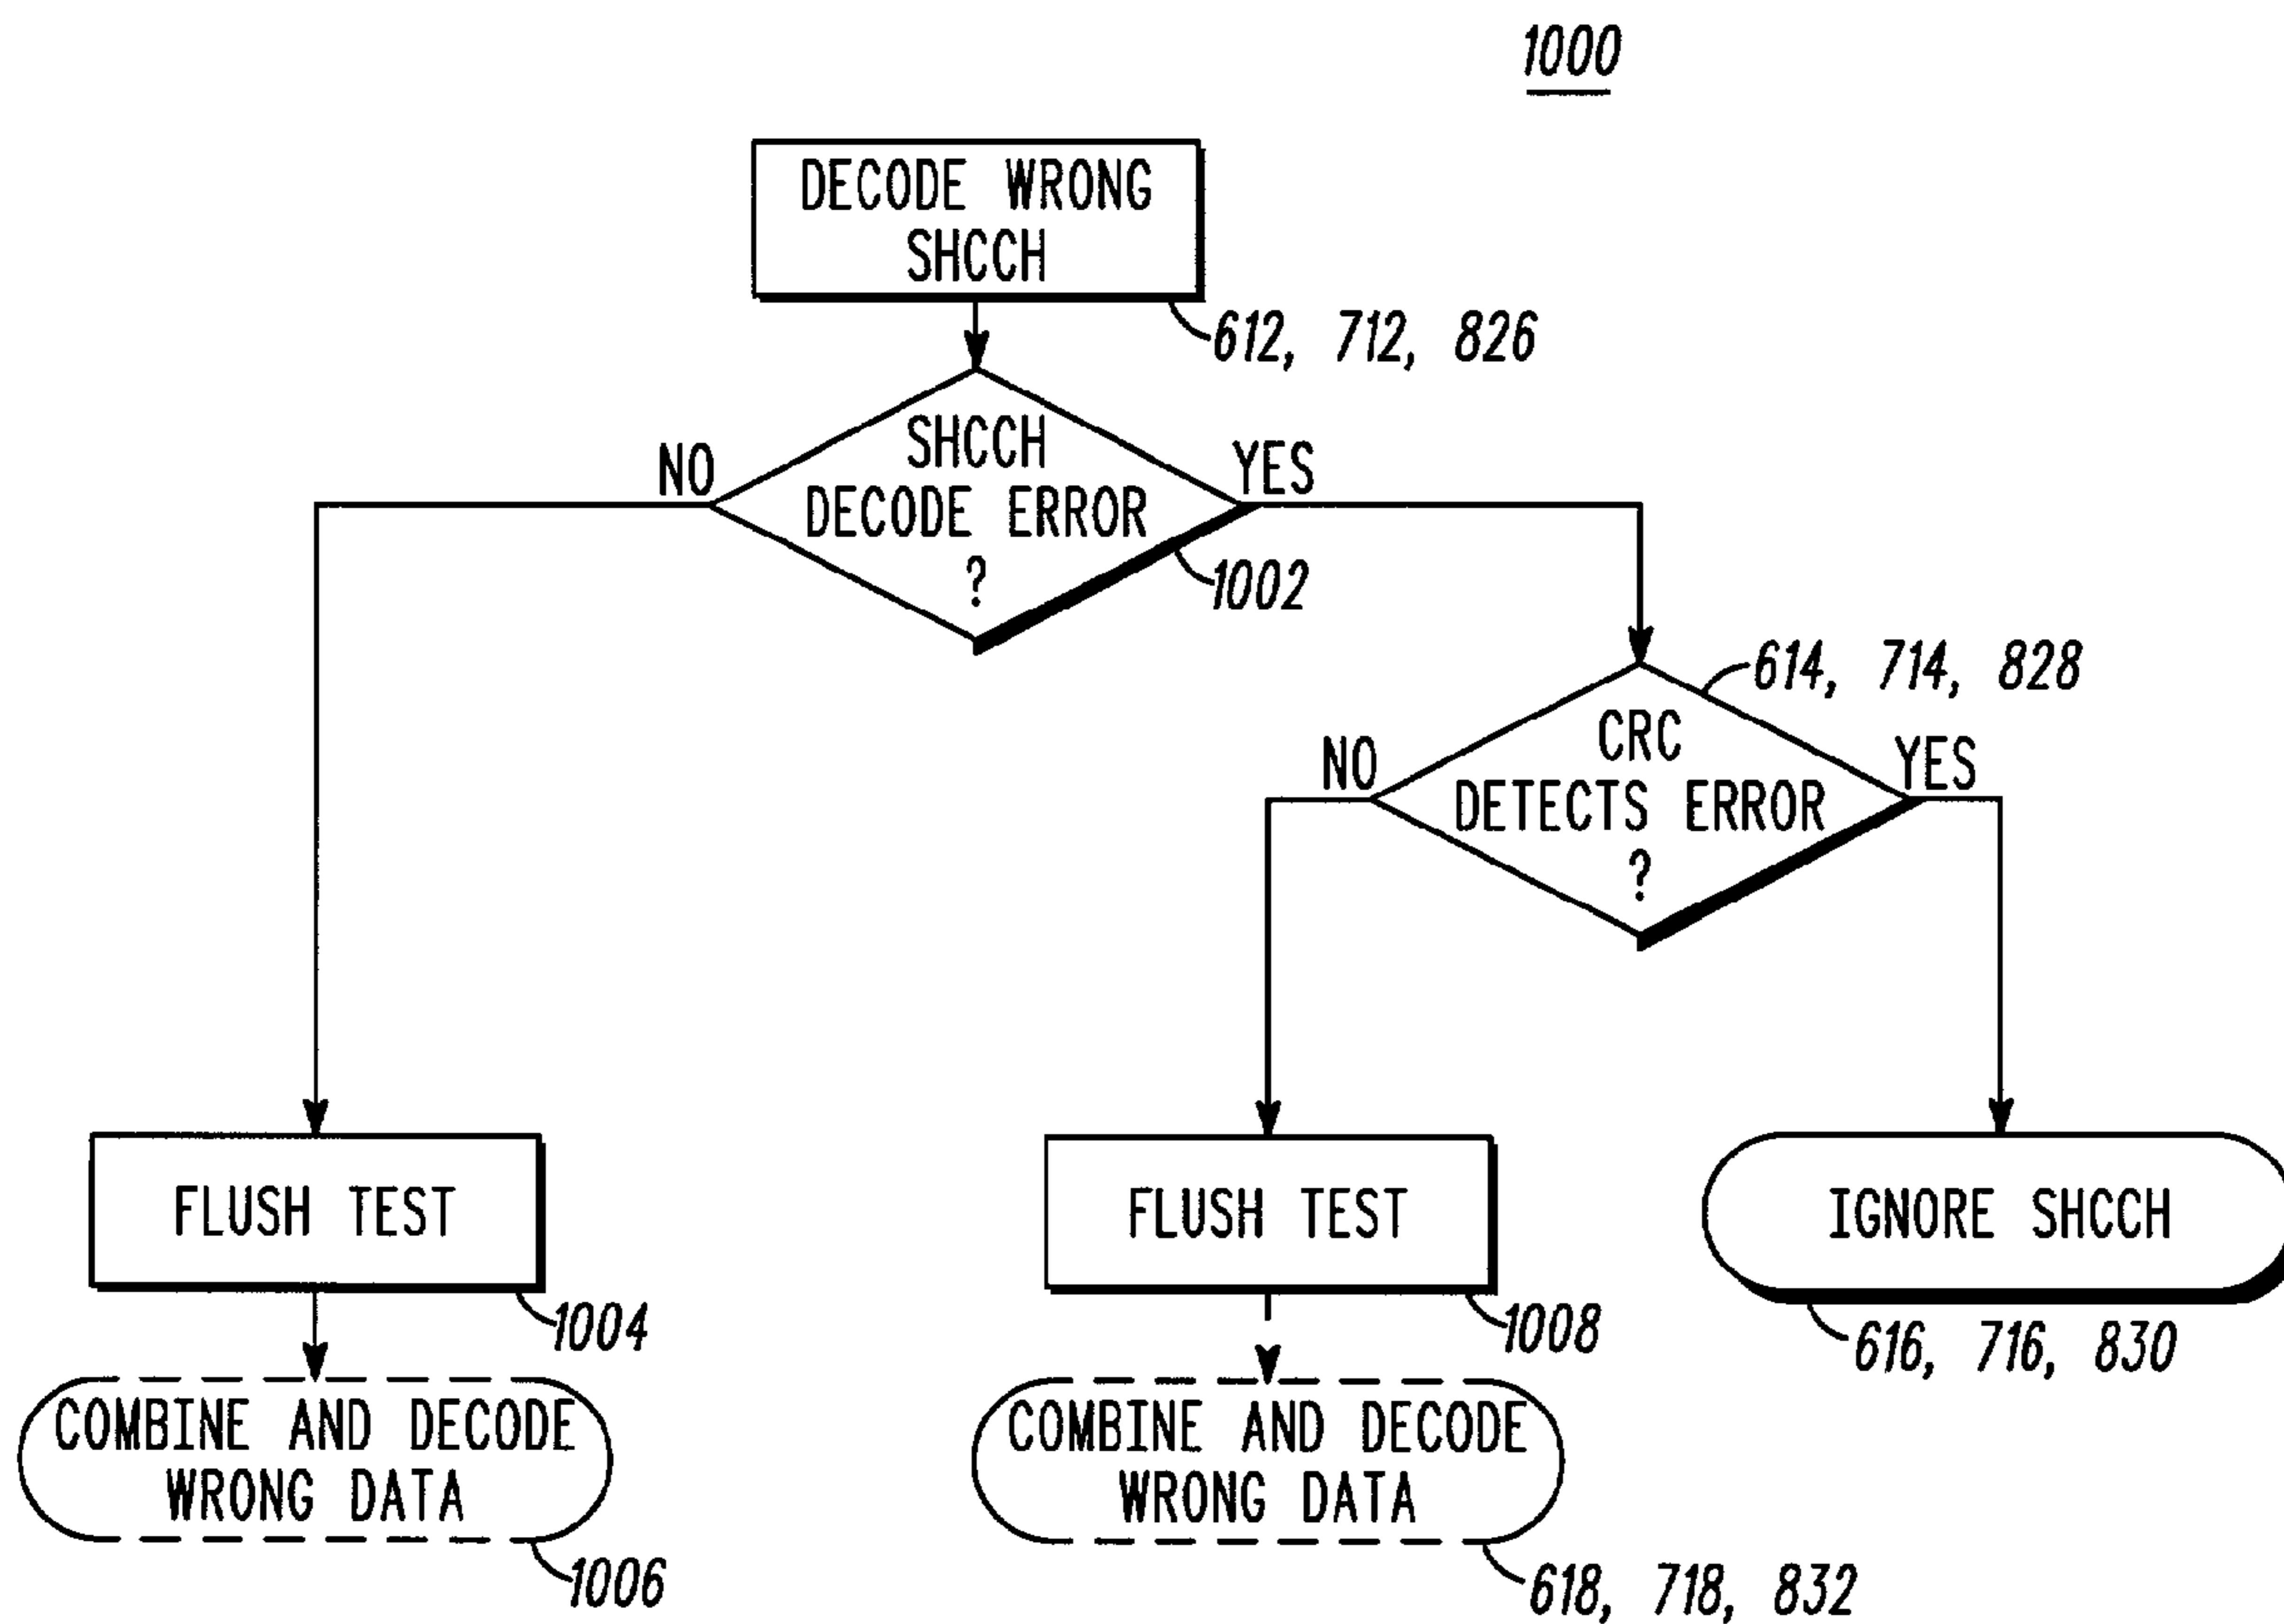 1000
DECODE WRONG
SHCCH
612, 712, 826
SHCCH
DECODE ERROR
?
NO
YES
1002
614, 714, 828
CRC
DETECTS ERROR
?
NO
YES
FLUSH TEST
1004
FLUSH TEST
1008
IGNORE SHCCH
616, 716, 830
COMBINE AND DECODE
WRONG DATA
1006
COMBINE AND DECODE
WRONG DATA
618, 718, 832